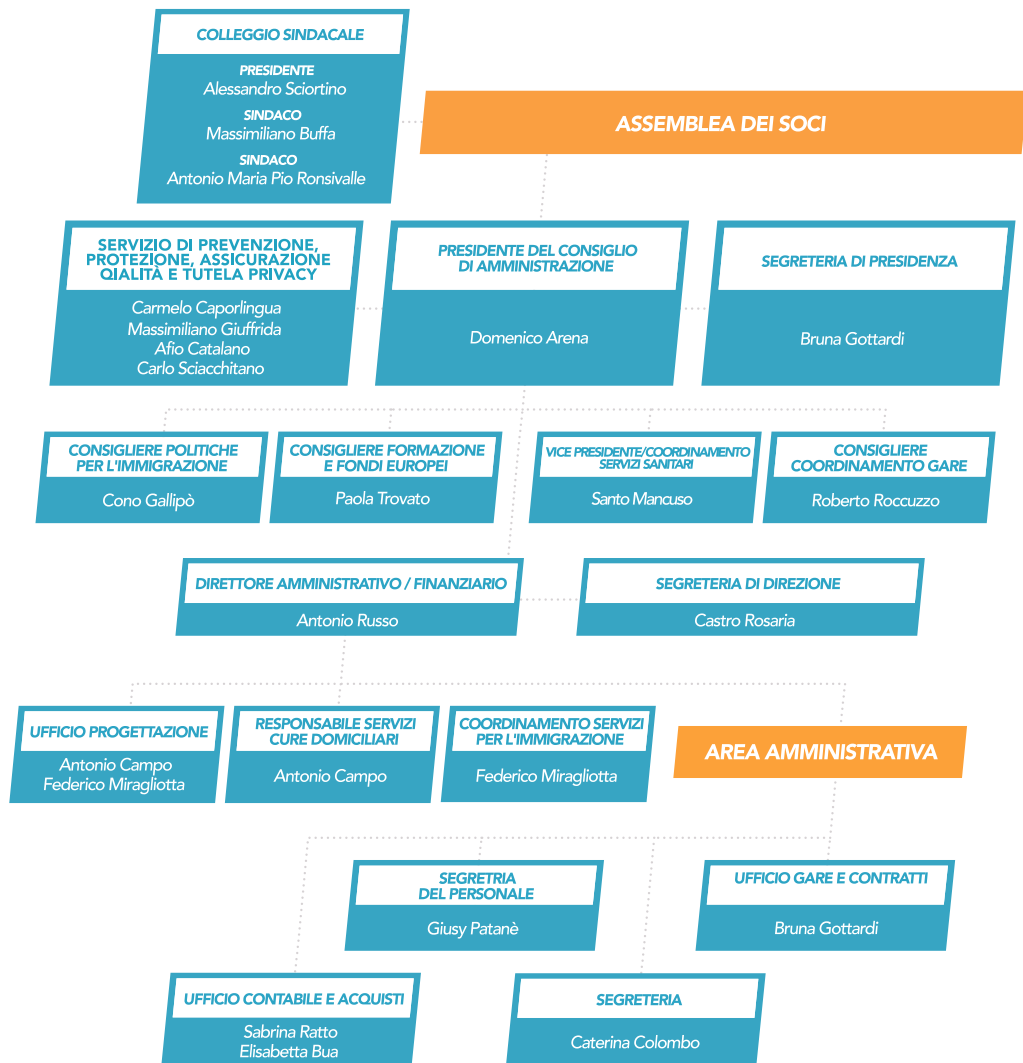 COLLEGGIO SINDACALE
PRESIDENTE
Alessandro Sciortino
SINDACO
Massimiliano Buffa
SINDACO
Antonio Maria Pio Ronsivalle
ASSEMBLEA DEI SOCI
SERVIZIO DI PREVENZIONE,
PROTEZIONE, ASSICURAZIONE
QIALITÀ E TUTELA PRIVACY
Carmelo Caporlingua
Massimiliano Giuffrida
Afio Catalano
Carlo Sciacchitano
PRESIDENTE DEL CONSIGLIO
DI AMMINISTRAZIONE
Domenico Arena
SEGRETERIA DI PRESIDENZA
Bruna Gottardi
CONSIGLIERE POLITICHE
PER L'IMMIGRAZIONE
Cono Gallipò
CONSIGLIERE FORMAZIONE
E FONDI EUROPEI
Paola Trovato
VICE PRESIDENTE/COORDINAMENTO
SERVIZI SANITARI
Santo Mancuso
CONSIGLIERE
COORDINAMENTO GARE
Roberto Roccuzzo
DIRETTORE AMMINISTRATIVO / FINANZIARIO
Antonio Russo
SEGRETERIA DI DIREZIONE
Castro Rosaria
UFFICIO PROGETTAZIONE
Antonio Campo
Federico Miragliotta
RESPONSABILE SERVIZI
CURE DOMICILIARI
Antonio Campo
COORDINAMENTO SERVIZI
PER L'IMMIGRAZIONE
Federico Miragliotta
AREA AMMINISTRATIVA
SEGRETRIA
DEL PERSONALE
Giusy Patanè
UFFICIO GARE E CONTRATTI
Bruna Gottardi
UFFICIO CONTABILE E ACQUISTI
Sabrina Ratto
Elisabetta Bua
SEGRETERIA
Caterina Colombo